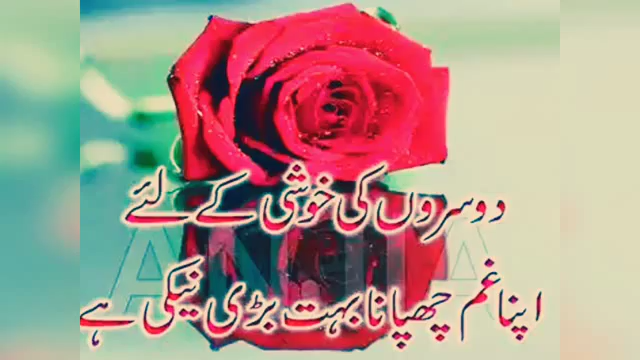 دوسروں کی خوشی کے لئے
اپنا غم چھپانا بہت بڑی نیکی ہے